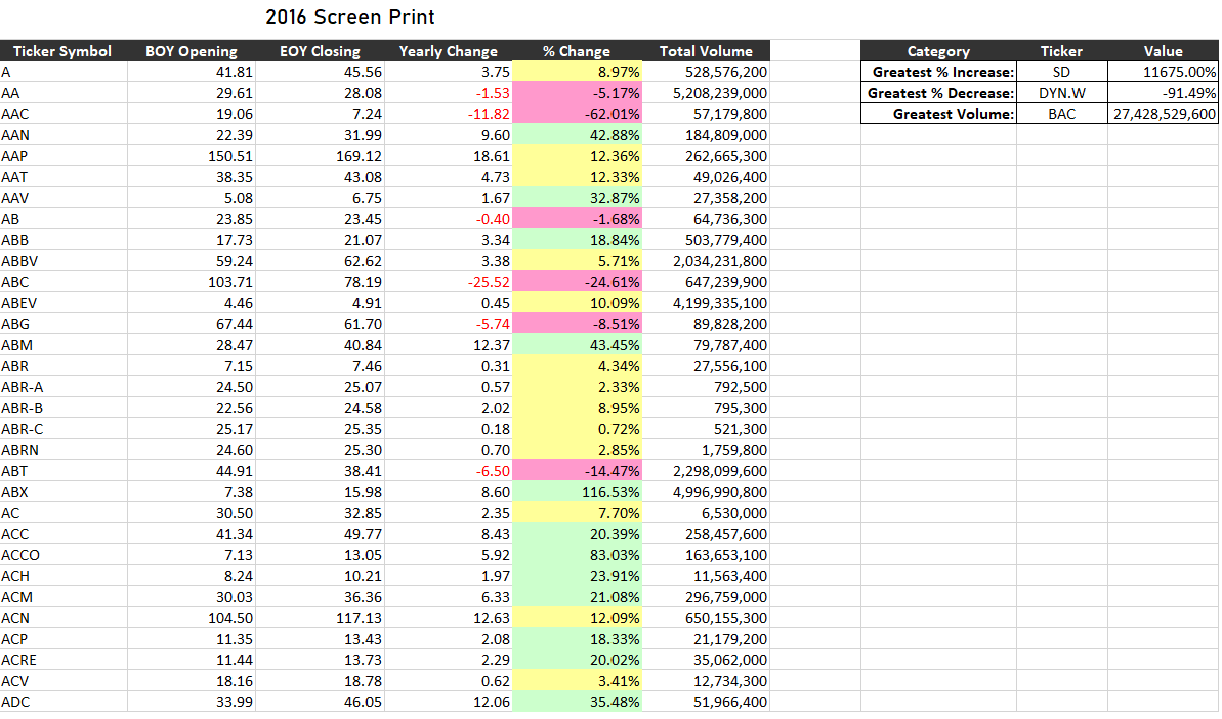 2016 Screen Print
Ticker Symbol BOY Opening EOY Closing Yearly Change % Change Total Volume Category Ticker Value
A 41.81 45.56 3.75 8.97% 528,576,200 Greatest % Increase: SD 11675.00%
AA 29.61 28.08 -1.53 -5.17% 5,208,239,000 Greatest % Decrease: DYN.W -91.49%
AAC 19.06 7.24 -11.82 -62.01% 57,179,800 Greatest Volume: BAC 27,428,529,600
AAN 22.39 31.99 9.60 42.88% 184,809,000
AAP 150.51 169.12 18.61 12.36% 262,665,300
AAT 38.35 43.08 4.73 12.33% 49,026,400
AAV 5.08 6.75 1.67 32.87% 27,358,200
AB 23.85 23.45 -0.40 -1.68% 64,736,300
ABB 17.73 21.07 3.34 18.84% 503,779,400
ABBV 59.24 62.62 3.38 5.71% 2,034,231,800
ABC 103.71 78.19 -25.52 -24.61% 647,239,900
ABEV 4.46 4.91 0.45 10.09% 4,199,335,100
ABG 67.44 61.70 -5.74 -8.51% 89,828,200
ABM 28.47 40.84 12.37 43.45% 79,787,400
ABR 7.15 7.46 0.31 4.34% 27,556,100
ABR-A 24.50 25.07 0.57 2.33% 792,500
ABR-B 22.56 24.58 2.02 8.95% 795,300
ABR-C 25.17 25.35 0.18 0.72% 521,300
ABRN 24.60 25.30 0.70 2.85% 1,759,800
ABT 44.91 38.41 -6.50 -14.47% 2,298,099,600
ABX 7.38 15.98 8.60 116.53% 4,996,990,800
AC 30.50 32.85 2.35 7.70% 6,530,000
ACC 41.34 49.77 8.43 20.39% 258,457,600
ACCO 7.13 13.05 5.92 83.03% 163,653,100
ACH 8.24 10.21 1.97 23.91% 11,563,400
ACM 30.03 36.36 6.33 21.08% 296,759,000
ACN 104.50 117.13 12.63 12.09% 650,155,300
ACP 11.35 13.43 2.08 18.33% 21,179,200
ACRE 11.44 13.73 2.29 20.02% 35,062,000
ACV 18.16 18.78 0.62 3.41% 12,734,300
ADC 33.99 46.05 12.06 35.48% 51,966,400